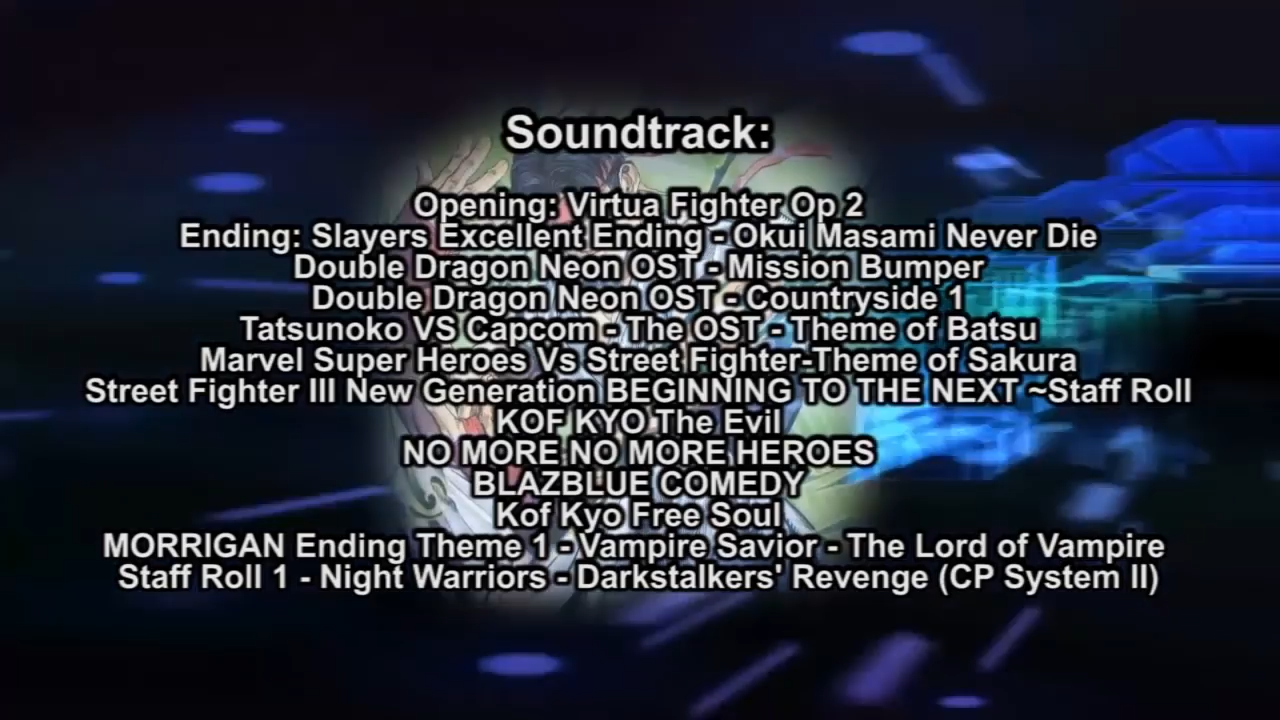 Soundtrack:
Opening: Virtua Fighter Op 2
Ending: Slayers Excellent Ending - Okui Masami Never Die
Double Dragon Neon OST - Mission Bumper
Double Dragon Neon OST - Countryside 1
Tatsunoko VS Capcom - The OST - Theme of Batsu
Marvel Super Heroes Vs Street Fighter-Theme of Sakura
Street Fighter III New Generation BEGINNING TO THE NEXT ~Staff Roll
KOF KYO The Evil
NO MORE NO MORE HEROES
BLAZBLUE COMEDY
Kof Kyo Free Soul
MORRIGAN Ending Theme 1 - Vampire Savior - The Lord of Vampire
Staff Roll 1 - Night Warriors - Darkstalkers' Revenge (CP System II)